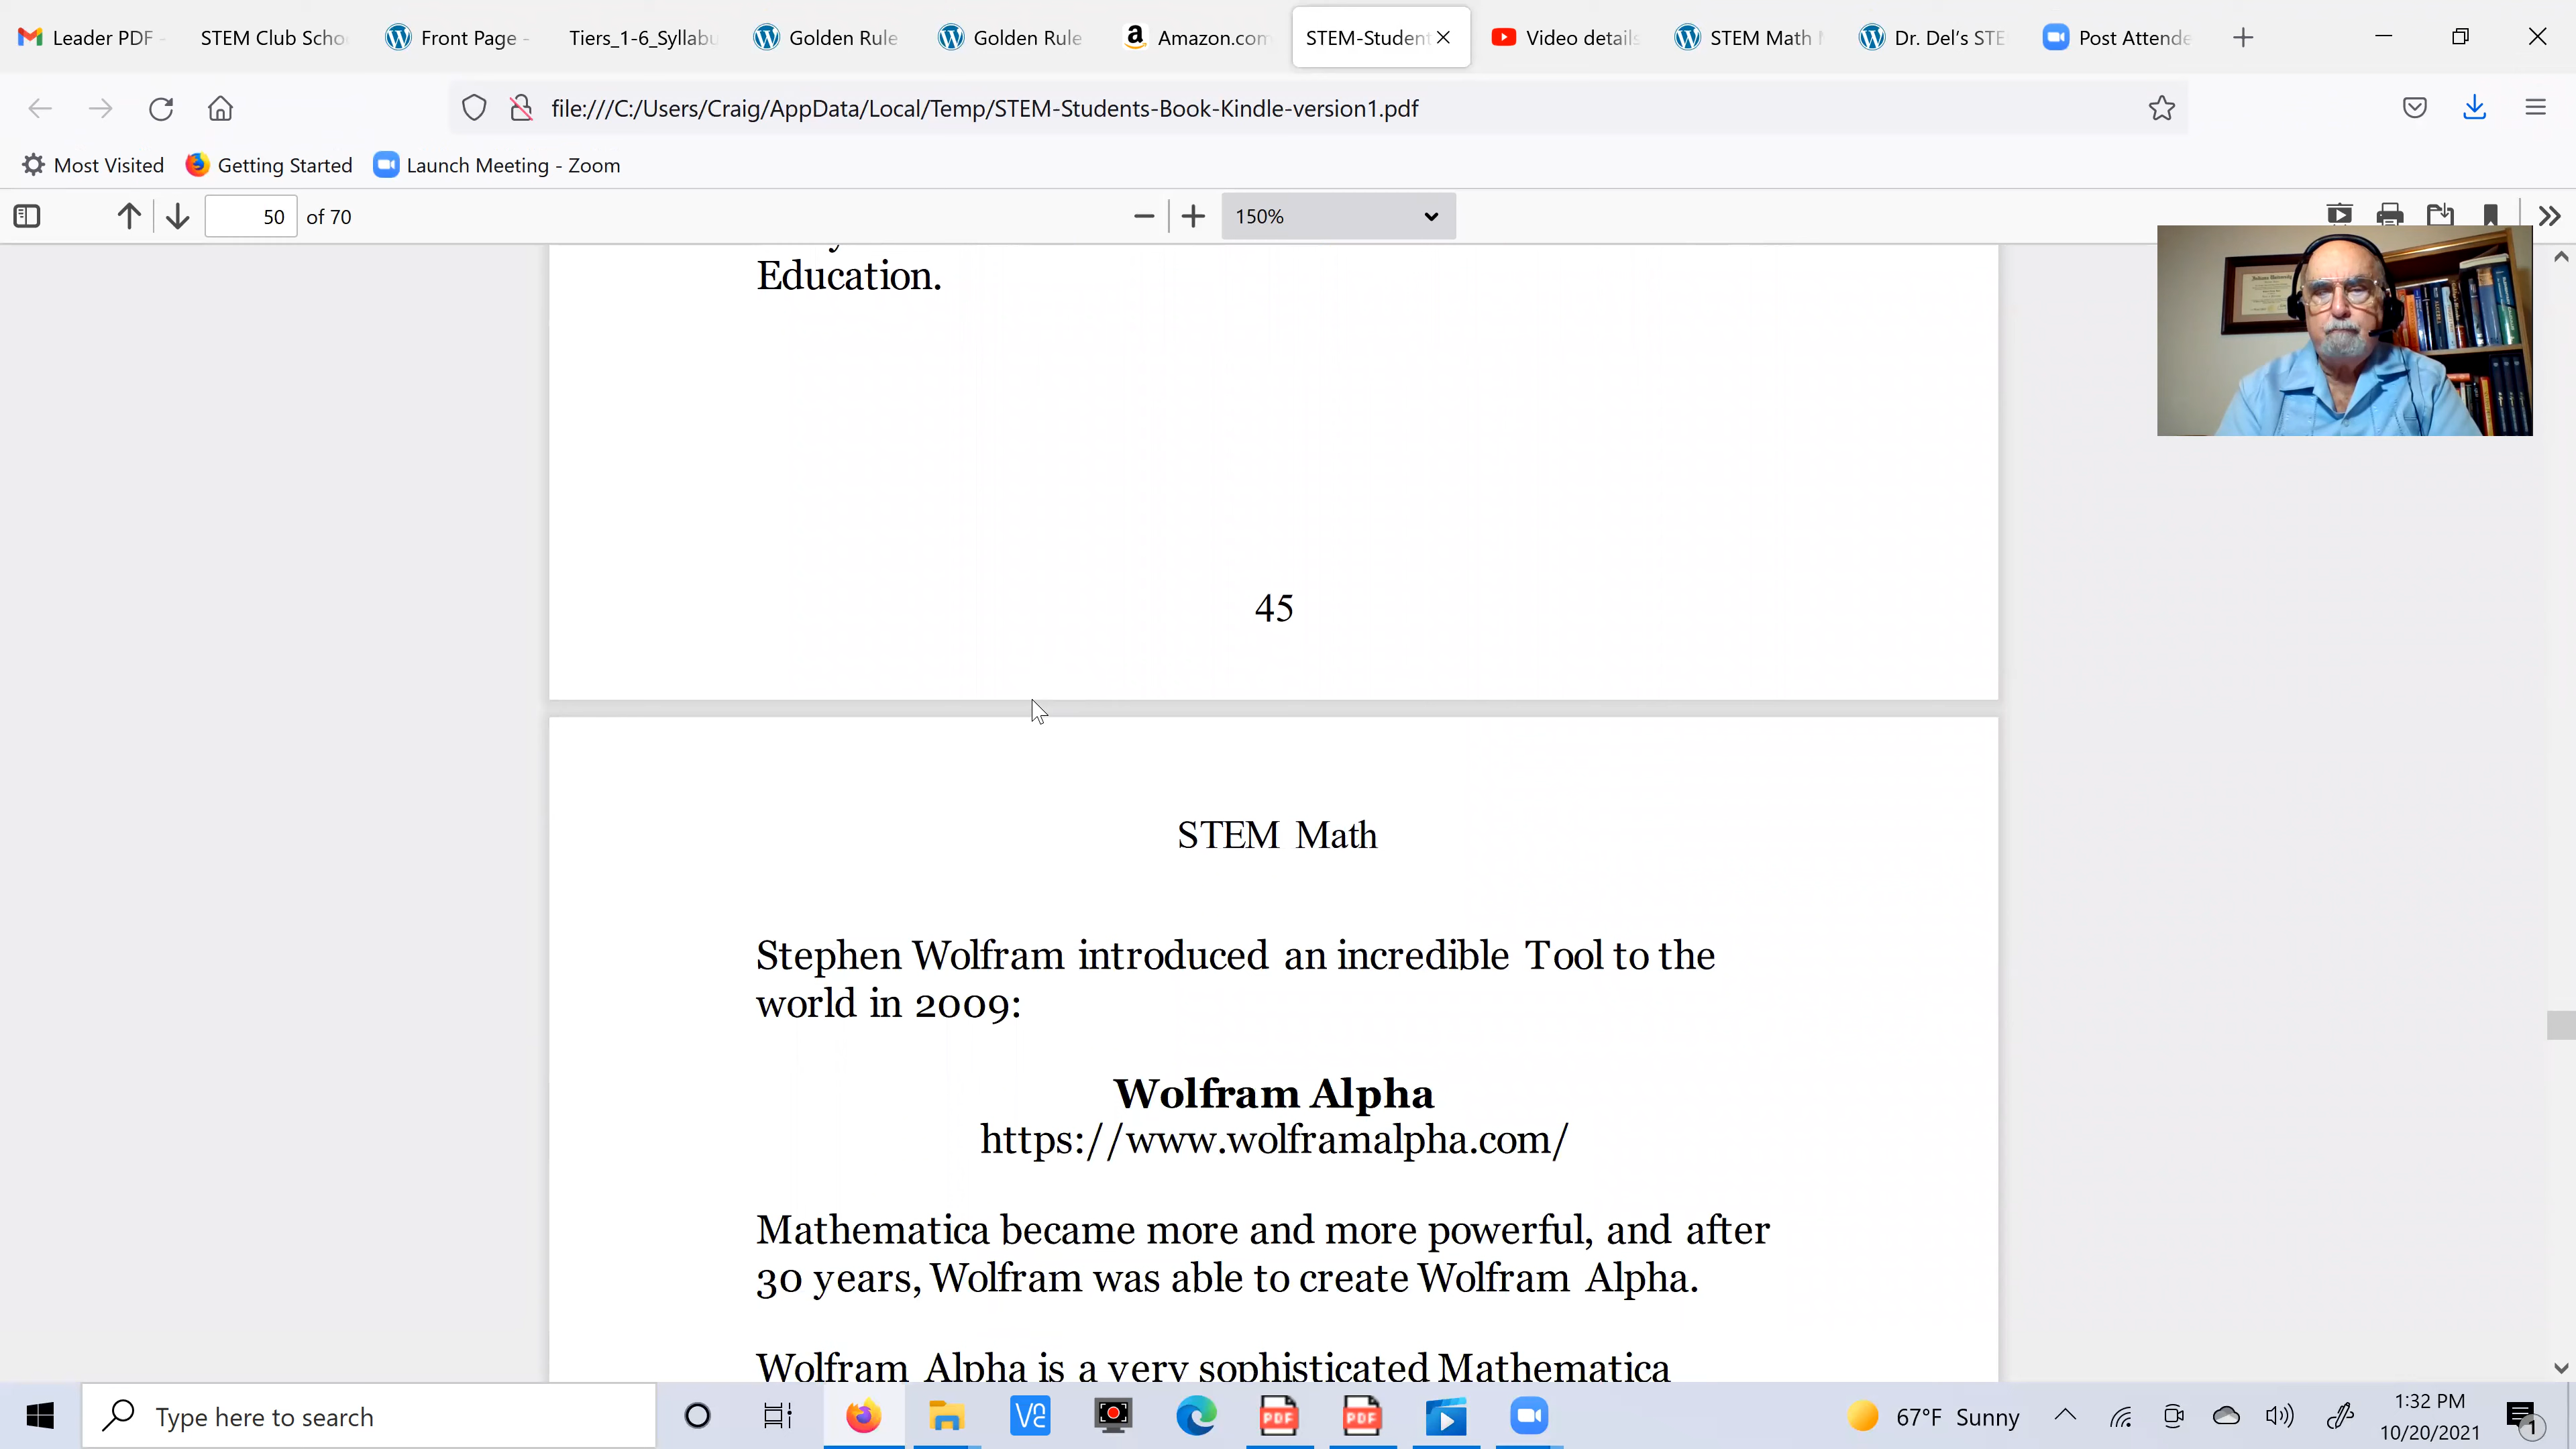 Leader PDF -
STEM Club Scho
Front Page -
Tiers_1-6_Syllabu
Golden Rule
Golden Rule
Amazon.com
STEM-Student
Video details
STEM Math
Dr. Del's STE
Post Attende
file:///C:/Users/Craig/AppData/Local/Temp/STEM-Students-Book-Kindle-version1.pdf
Most Visited
Getting Started
Launch Meeting - Zoom
50 of 70
150%
Education.
45
STEM Math
Stephen Wolfram introduced an incredible Tool to the
world in 2009:
Wolfram Alpha
https://www.wolframalpha.com/
Mathematica became more and more powerful, and after
30 years, Wolfram was able to create Wolfram Alpha.
Wolfram Alpha is a very sophisticated Mathematica
Type here to search
PDF
PDF
67°F Sunny
1:32 PM
10/20/2021
1